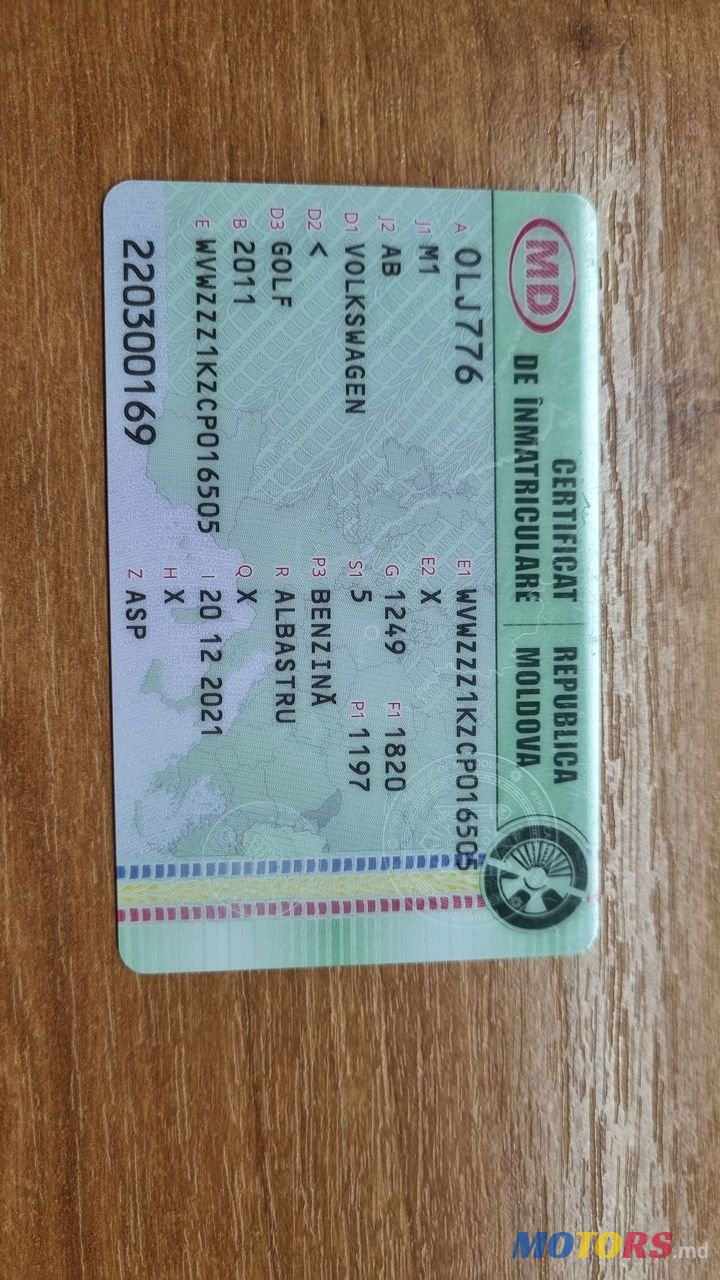 MD
CERTIFICAT
DE ÎNMATRICULARE
REPUBLICA
MOLDOVA
A OLJ776
J1 M1
J2 AB
D1 VOLKSWAGEN
D2 <
D3 GOLF
B 2011
E WVWZZZ1KZCP016505
220300169
E1 WVWZZZ1KZCP016505
E2 X
G 1249 F1 1820
S1 5 P1 1197
P3 BENZINĂ
R ALBASTRU
Q X
I 20 12 2021
H X
Z ASP
MOTORS.md